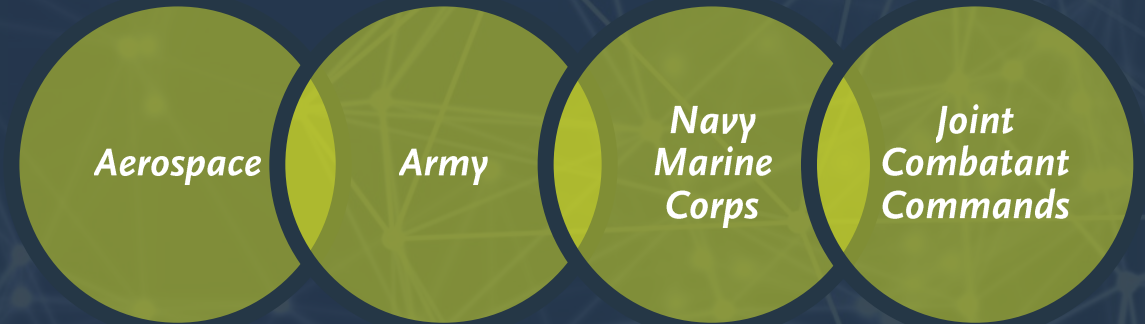 Aerospace
Army
Navy
Marine
Corps
Joint
Combatant
Commands